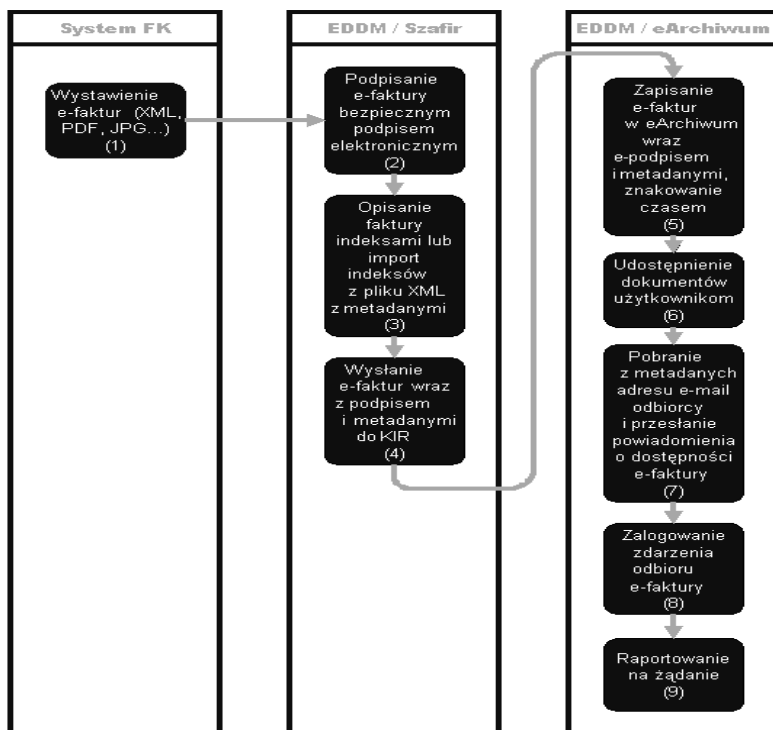 System FK
Wystawienie
e-faktur (XML,
PDF, JPG...)
(1)
EDDM / Szafir
Podpisanie
e-faktury
bezpiecznym
podpisem
elektronicznym
(2)
Opisanie
faktury
indeksami lub
import
indeksów
z pliku XML
z metadanymi
(3)
Wysłanie
e-faktur wraz
z podpisem
i metadanymi
do KIR
(4)
EDDM / eArchiwum
Zapisanie
e-faktur
w eArchiwum
wraz
e-podpisem
i metadanymi,
znakowanie
czasem
(5)
Udostępnienie
dokumentów
użytkownikom
(6)
Pobranie
z metadanych
adresu e-mail
odbiorcy
i przesłanie
powiadomienia
o dostępności
e-faktury
(7)
Zalogowanie
zdarzenia
odbioru
e-faktury
(8)
Raportowanie
na żądanie
(9)